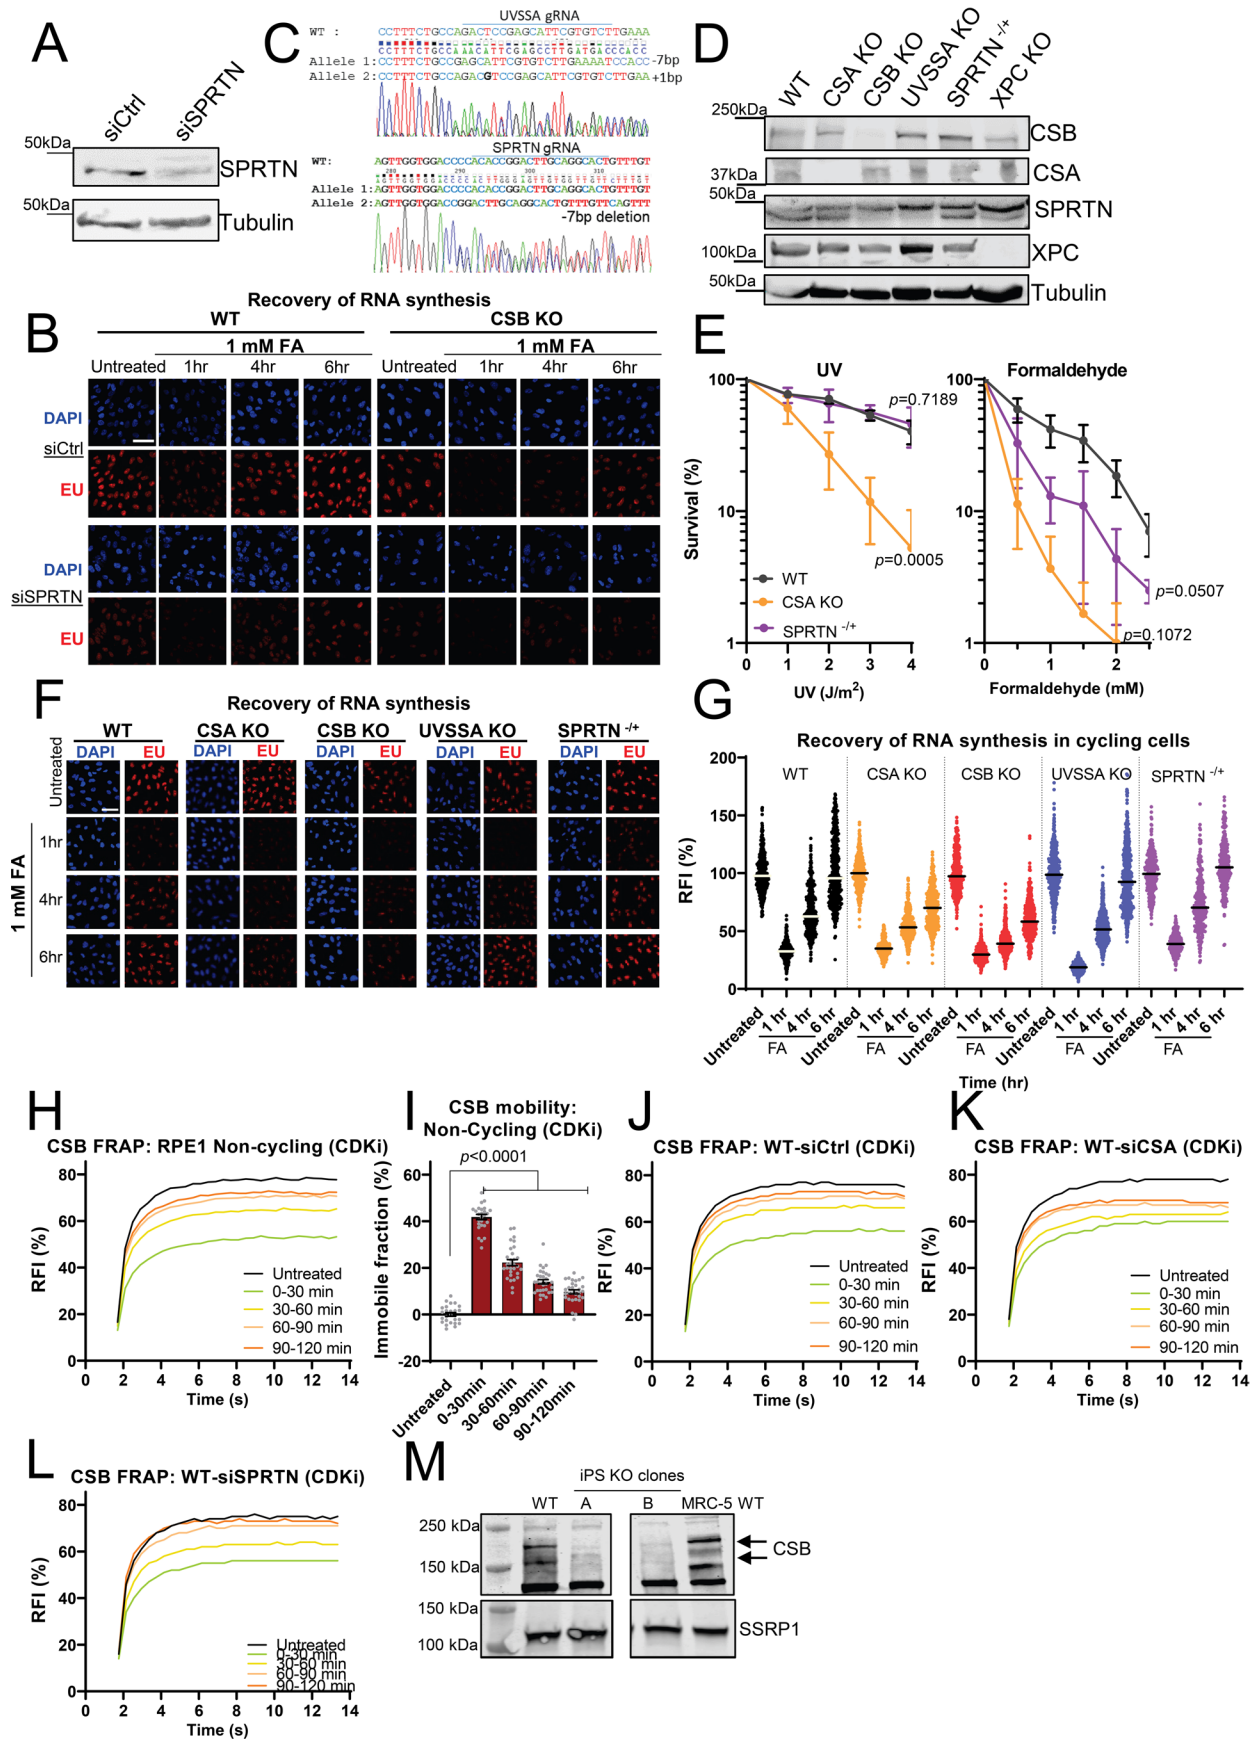 A
siCtrl
siSPRTN
50kDa
SPRTN
50kDa
Tubulin
C
UVSSA gRNA
WT :
CCTTTCTGCCAGACTCCGAGCATTCGTGTCTTGAAA
Allele 1:
CCTTTCTGCCGAGCATTCGTGTCTTGAAAATCCACC
-7bp
Allele 2:
CCTTTCTGCCAGACGTCCGAGCATTCGTGTCTTGAA
+1bp
SPRTN gRNA
WT:
AGTTGGTGGACCCCACACCGGACTTGCAGGCACTGTTTGT
280 290 300 310
Allele 1:
AGTTGGTGGACCCCACACCGGACTTGCAGGCACTGTTTGT
Allele 2:
AGTTGGTGGACCCCGGACTTGCAGGCACTGTTTGTTCAGTTT
-7bp deletion
D
WT
CSA KO
CSB KO
UVSSA KO
SPRTN -/+
XPC KO
250kDa
CSB
37kDa
CSA
50kDa
SPRTN
100kDa
XPC
50kDa
Tubulin
B
Recovery of RNA synthesis
WT
CSB KO
1 mM FA
1 mM FA
Untreated 1hr 4hr 6hr Untreated 1hr 4hr 6hr
DAPI
siCtrl
EU
DAPI
siSPRTN
EU
E
UV
Survival (%)
100
10
1
p=0.7189
p=0.0005
WT
CSA KO
SPRTN -/+
0 1 2 3 4
UV (J/m2)
Formaldehyde
100
10
1
p=0.0507
p=0.1072
0 1 2
Formaldehyde (mM)
F
Recovery of RNA synthesis
WT CSA KO CSB KO UVSSA KO SPRTN -/+
DAPI EU DAPI EU DAPI EU DAPI EU DAPI EU
Untreated
1 mM FA
1hr
4hr
6hr
G
Recovery of RNA synthesis in cycling cells
RFI (%)
200
150
100
50
0
WT CSA KO CSB KO UVSSA KO SPRTN -/+
Untreated 1 hr 4 hr 6 hr Untreated 1 hr 4 hr 6 hr Untreated 1 hr 4 hr 6 hr Untreated 1 hr 4 hr 6 hr Untreated 1 hr 4 hr 6 hr
FA FA FA FA FA
Time (hr)
H
CSB FRAP: RPE1 Non-cycling (CDKi)
RFI (%)
80
60
40
20
0
Untreated
0-30 min
30-60 min
60-90 min
90-120 min
0 2 4 6 8 10 12 14
Time (s)
I
CSB mobility:
Non-Cycling (CDKi)
p<0.0001
Immobile fraction (%)
60
40
20
0
-20
Untreated
0-30min
30-60min
60-90min
90-120min
J
CSB FRAP: WT-siCtrl (CDKi)
RFI (%)
80
60
40
20
0
Untreated
0-30 min
30-60 min
60-90 min
90-120 min
0 2 4 6 8 10 12 14
Time (s)
K
CSB FRAP: WT-siCSA (CDKi)
RFI (%)
80
60
40
20
0
Untreated
0-30 min
30-60 min
60-90 min
90-120 min
0 2 4 6 8 10 12 14
Time (s)
L
CSB FRAP: WT-siSPRTN (CDKi)
RFI (%)
80
60
40
20
0
Untreated
0-30 min
30-60 min
60-90 min
90-120 min
0 2 4 6 8 10 12 14
Time (s)
M
iPS KO clones
WT A B MRC-5 WT
250 kDa
150 kDa
CSB
150 kDa
100 kDa
SSRP1